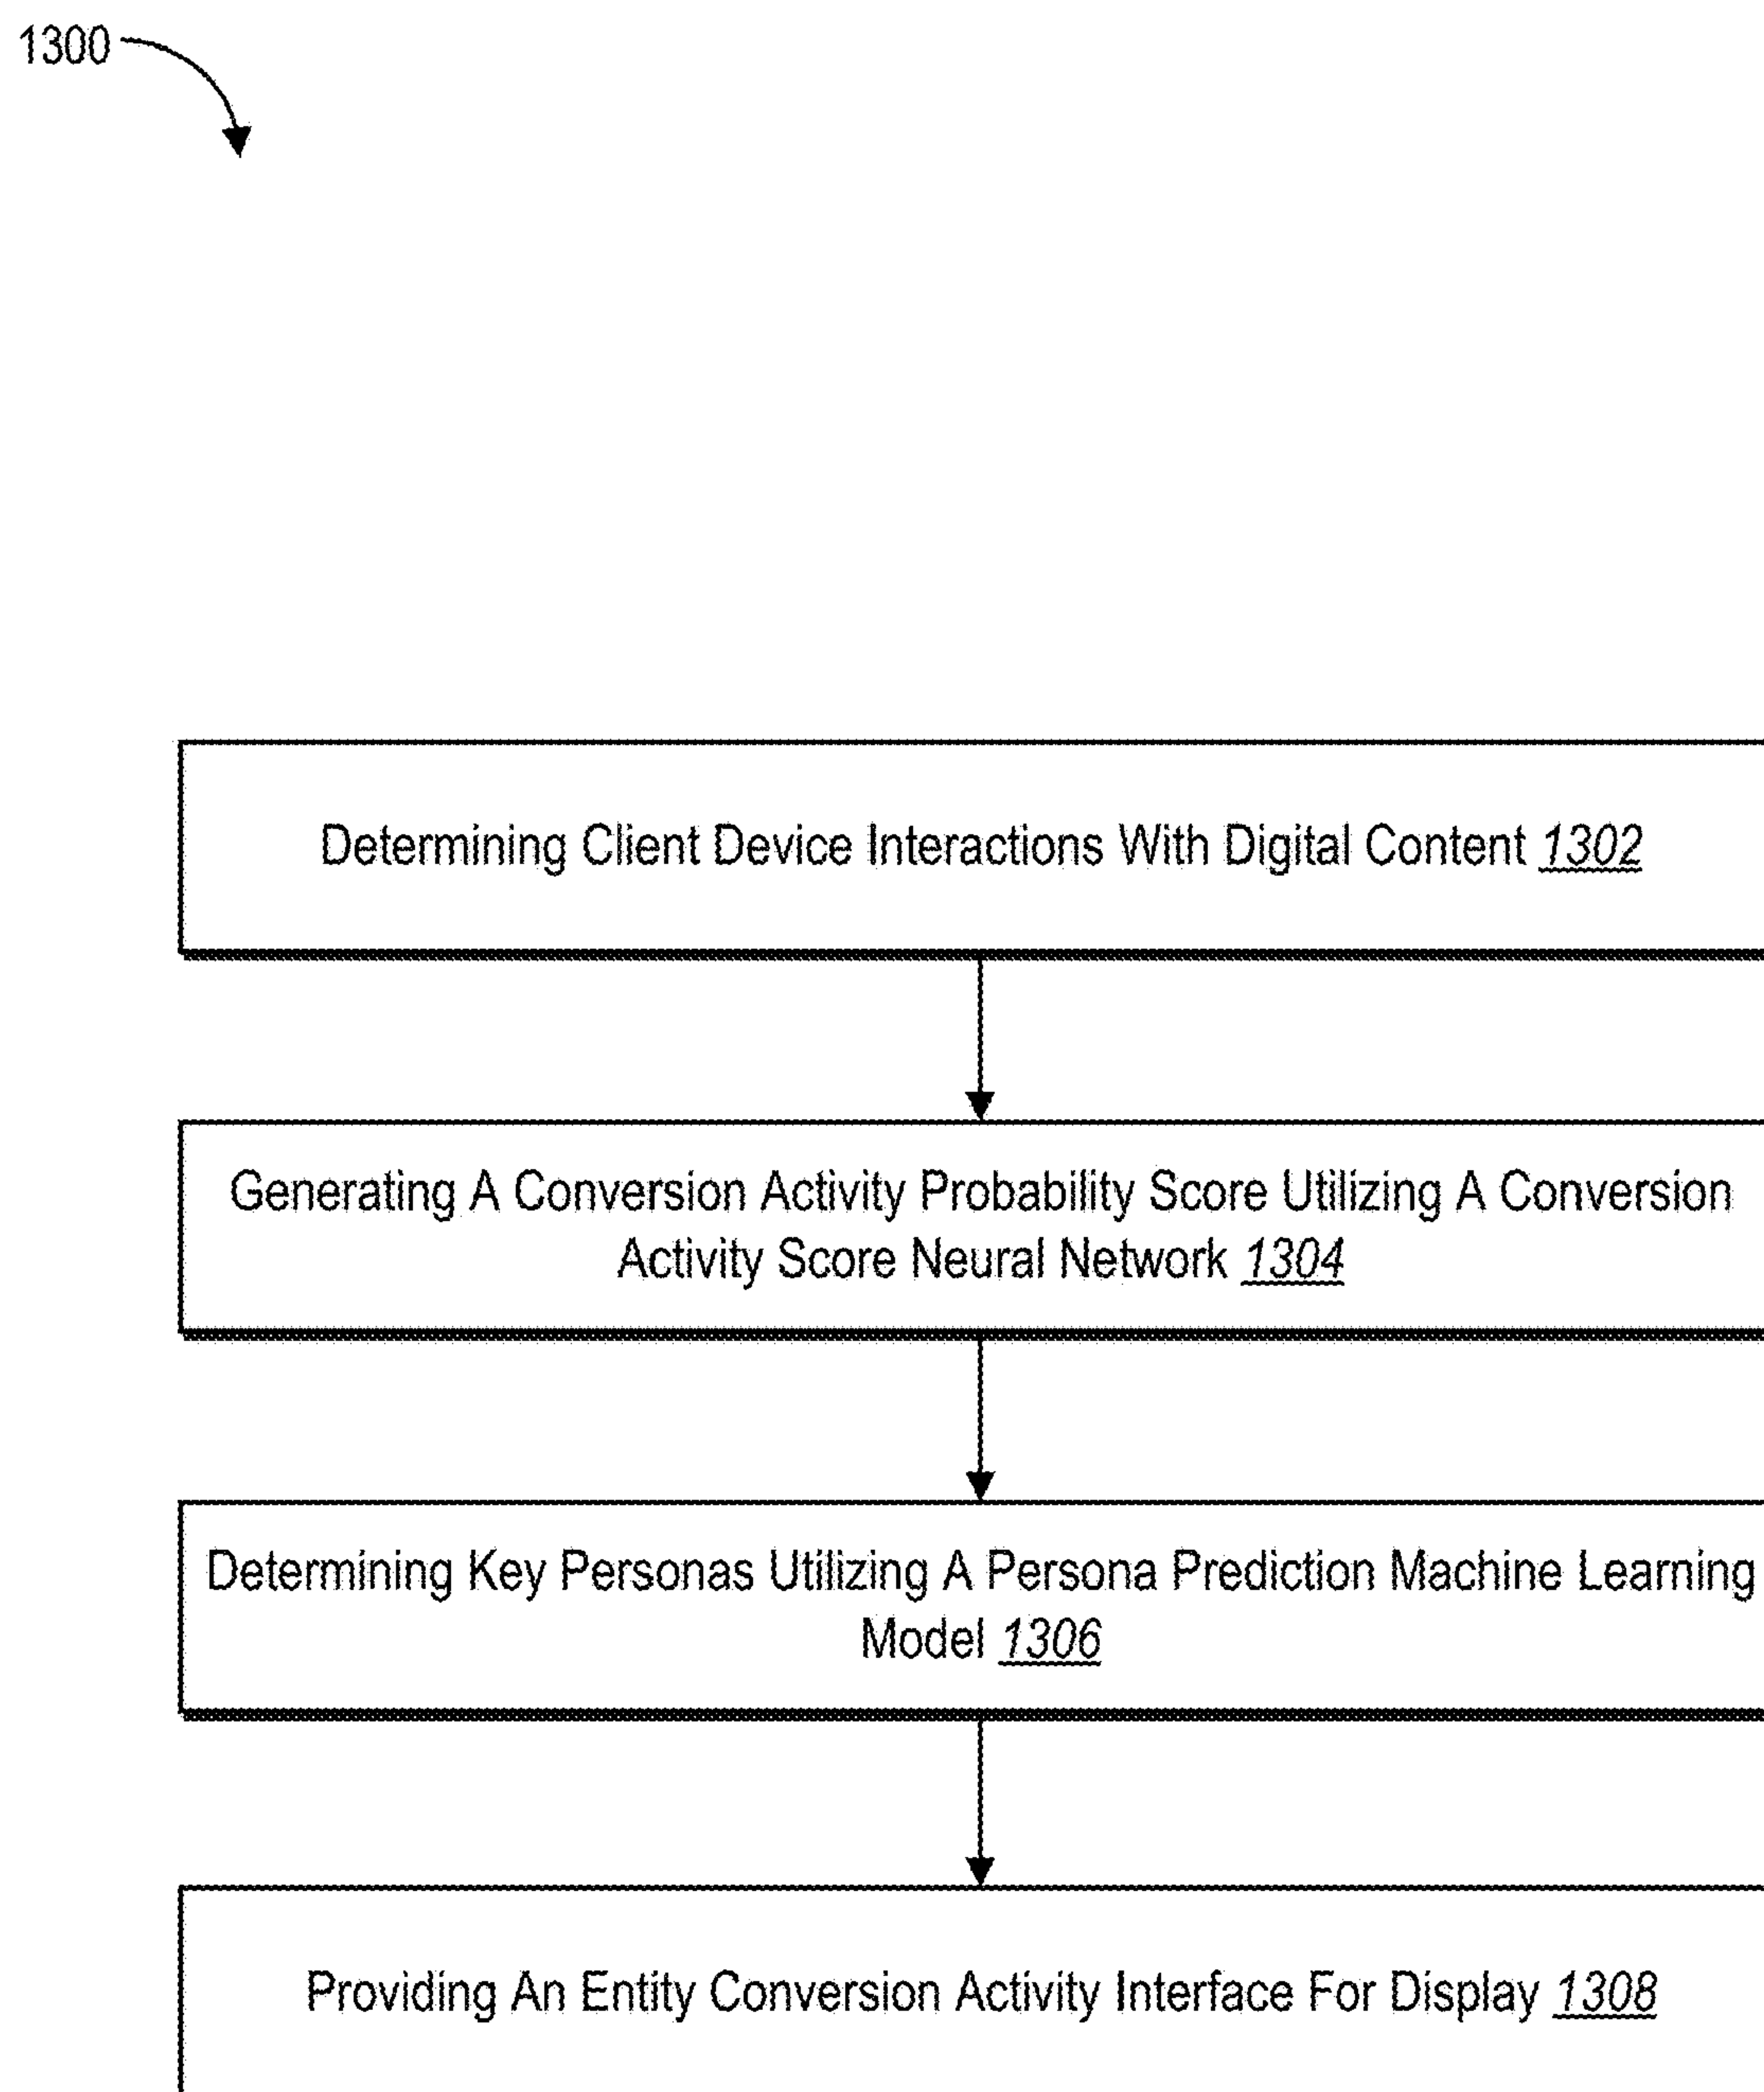 1300
Determining Client Device Interactions With Digital Content 1302
Generating A Conversion Activity Probability Score Utilizing A Conversion
Activity Score Neural Network 1304
Determining Key Personas Utilizing A Persona Prediction Machine Learning
Model 1306
Providing An Entity Conversion Activity Interface For Display 1308